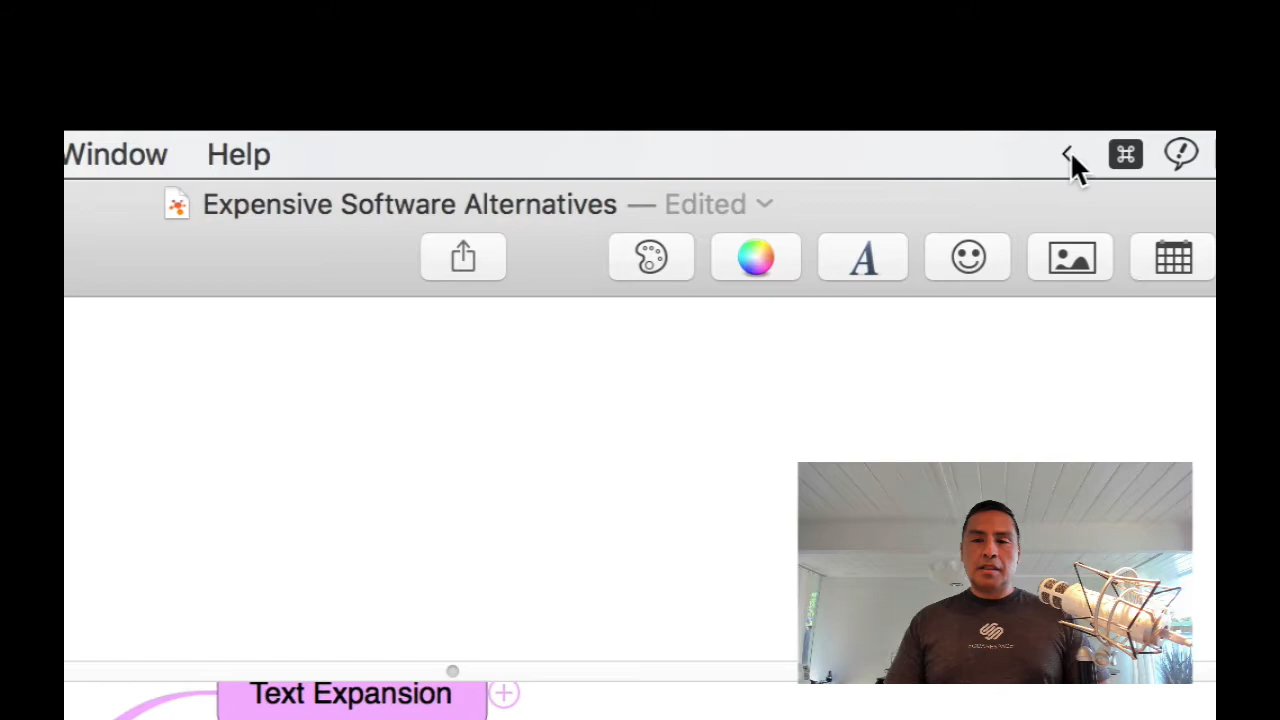 Window Help
Expensive Software Alternatives — Edited
Text Expansion